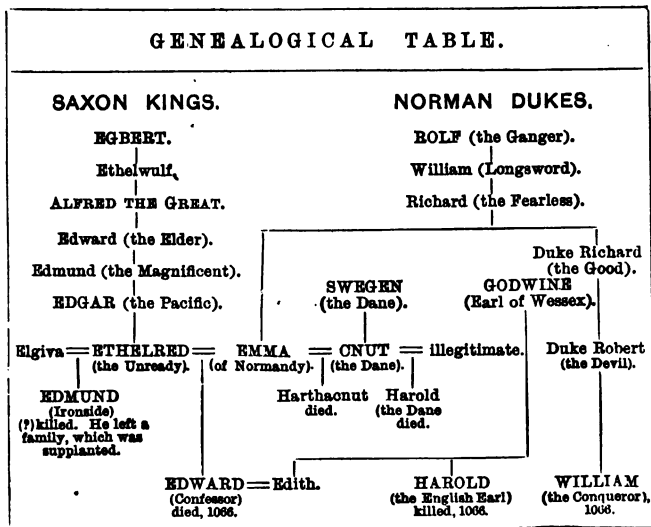 GENEALOGICAL TABLE.
SAXON KINGS. NORMAN DUKES.
EGBERT. ROLF (the Ganger).
Ethelwulf. William (Longsword).
ALFRED THE GREAT. Richard (the Fearless).
Edward (the Elder).
Duke Richard
(the Good).
Edmund (the Magnificent).
SWEGEN
(the Dane).
GODWINE
(Earl of Wessex).
EDGAR (the Pacific).
Elgiva = ETHELRED = EMMA = CNUT = illegitimate. Duke Robert
(the Unready). (of Normandy). (the Dane). (the Devil).
EDMUND
(Ironside)
(?) killed. He left a
family, which was
supplanted.
Harthacnut
died.
Harold
(the Dane
died.
EDWARD = Edith.
(Confessor)
died, 1066.
HAROLD
(the English Earl)
killed, 1066.
WILLIAM
(the Conqueror),
1066.